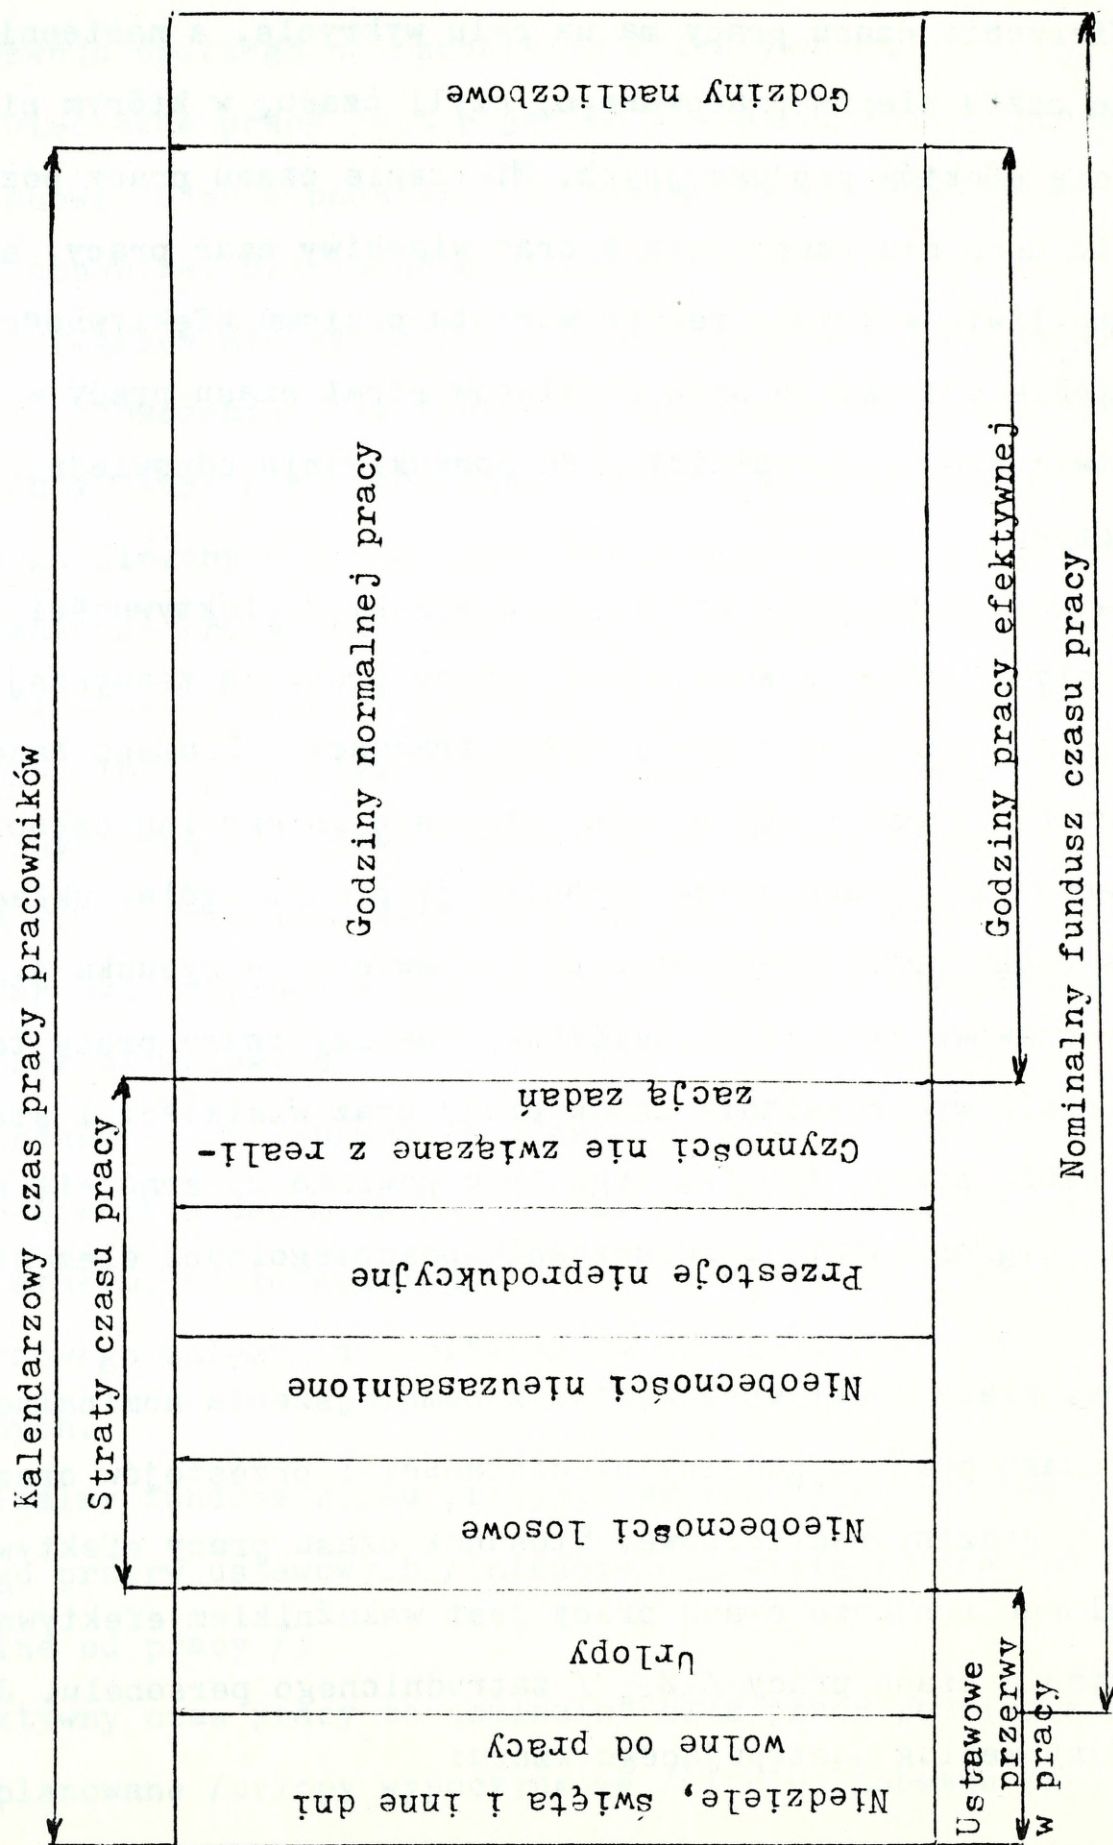 Kalendarzowy czas pracy pracowników
Straty czasu pracy
Niedziele, święta i inne dni
wolne od pracy
Urlopy
Nieobecności losowe
Nieobecności nieuzasadnione
Przestoje nieprodukcyjne
Czynności nie związane z reali-
zacją zadań
Godziny normalnej pracy
Godziny nadliczbowe
Ustawowe
przerwy
w pracy
Godziny pracy efektywnej
Nominalny fundusz czasu pracy